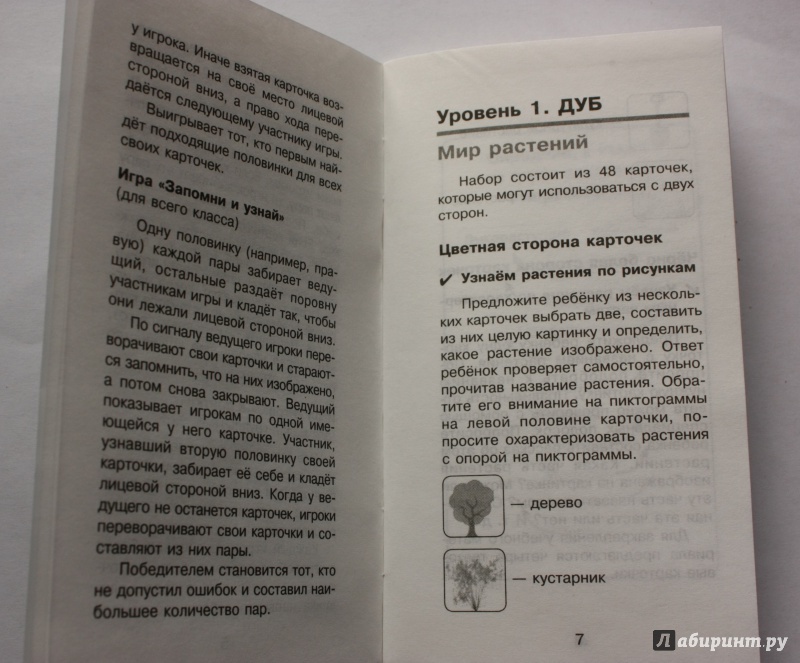 у игрока. Иначе взятая карточка воз-
вращается на своё место лицевой
стороной вниз, а право хода пере-
даётся следующему участнику игры.
Выигрывает тот, кто первым най-
дёт подходящие половинки для всех
своих карточек.
Игра «Запомни и узнай»
(для всего класса)
Одну половинку (например, пра-
вую) каждой пары забирает веду-
щий, остальные раздаёт поровну
участникам игры и кладёт так, чтобы
они лежали лицевой стороной вниз.
По сигналу ведущего игроки пере-
ворачивают свои карточки и старают-
ся запомнить, что на них изображено,
а потом снова закрывают. Ведущий
показывает игрокам по одной име-
ющейся у него карточке. Участник,
узнавший вторую половинку своей
карточки, забирает её себе и кладёт
лицевой стороной вниз. Когда у ве-
дущего не останется карточек, игроки
переворачивают свои карточки и со-
ставляют из них пары.
Победителем становится тот, кто
не допустил ошибок и составил наи-
большее количество пар.
Уровень 1. ДУБ
Мир растений
Набор состоит из 48 карточек,
которые могут использоваться с двух
сторон.
Цветная сторона карточек
✔ Узнаём растения по рисункам
Предложите ребёнку из несколь-
ких карточек выбрать две, составить
из них целую картинку и определить,
какое растение изображено. Ответ
ребёнок проверяет самостоятельно,
прочитав название растения. Обра-
тите его внимание на пиктограммы
на левой половине карточки, по-
просите охарактеризовать растения
с опорой на пиктограммы.
— дерево
— кустарник
7
Лабиринт.ру